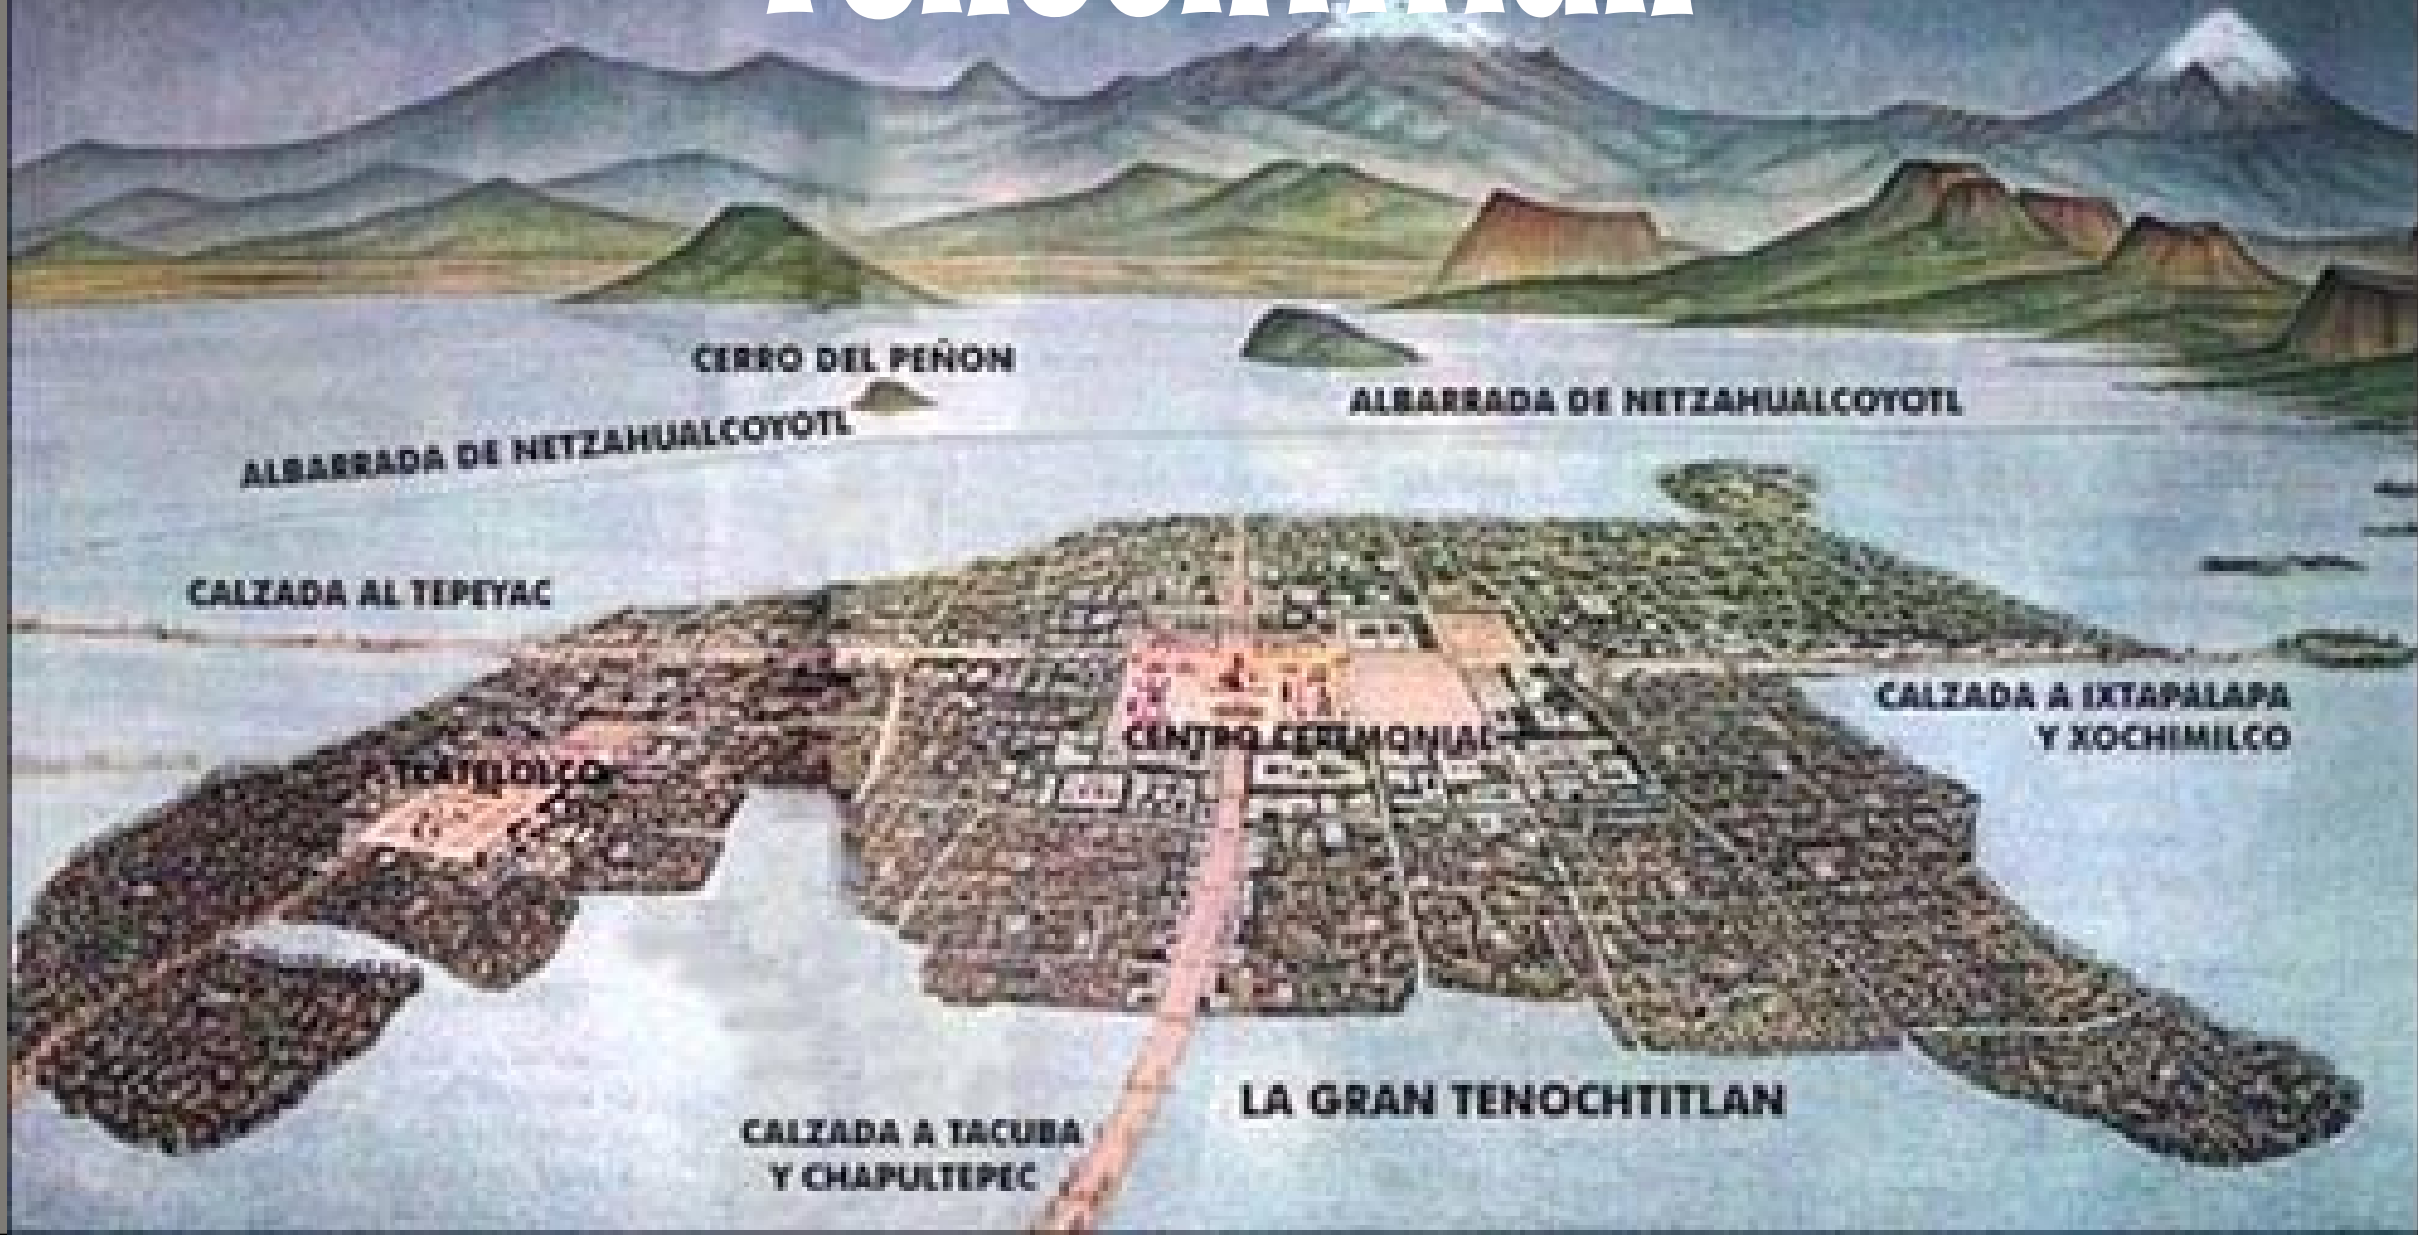 CERRO DEL PEÑON
ALBARRADA DE NETZAHUALCOYOTL
ALBARRADA DE NETZAHUALCOYOTL
CALZADA AL TEPEYAC
CALZADA A IXTAPALAPA
Y XOCHIMILCO
CENTRO CEREMONIAL
TLATELOLCO
LA GRAN TENOCHTITLAN
CALZADA A TACUBA
Y CHAPULTEPEC